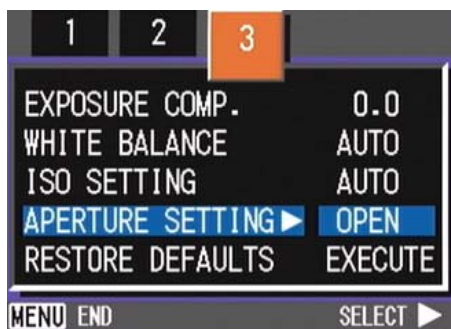 1 2 3
EXPOSURE COMP. 0.0
WHITE BALANCE AUTO
ISO SETTING AUTO
APERTURE SETTING▶ OPEN
RESTORE DEFAULTS EXECUTE
MENU END SELECT ▶